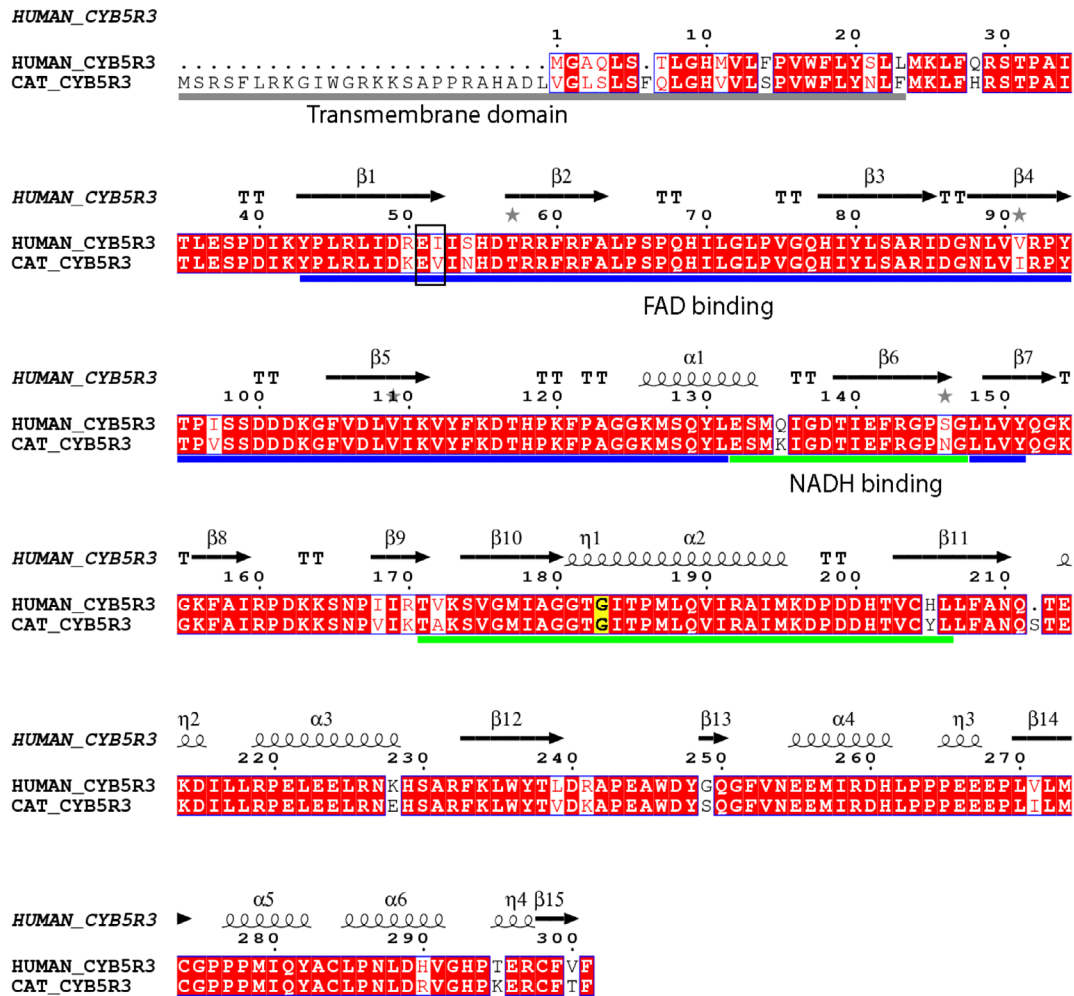 HUMAN_CYB5R3
1 10 20 30
HUMAN_CYB5R3 .........................MGAQLS.TLGHMVLFPVWFLYSLLMKLFQRSTPAI
CAT_CYB5R3 MSRSFLRKGIWGRKKSAPPRAHADLVGLSLSFQLGHVVLSPVWFLYNLFMKLFHRSTPAI
Transmembrane domain
HUMAN_CYB5R3 TT β1 β2 TT TT β3 TT β4
40 50 ★ 60 70 80 90 ★
HUMAN_CYB5R3 TLESPDIKYPLRLIDREIISHDTRRFRFALPSPQHILGLPVGQHIYLSARIDGNLVVRPY
CAT_CYB5R3 TLESPDIKYPLRLIDKEVINHDTRRFRFALPSPQHILGLPVGQHIYLSARIDGNLVIRPY
FAD binding
HUMAN_CYB5R3 TT β5 TT TT α1 TT β6 β7 T
100 110 ★ 120 130 140 ★ 150
HUMAN_CYB5R3 TPISSDDDKGFVDLVIKVYFKDTHPKFPAGGKMSQYLESMQIGDTIEFRGPSGLLVYQGK
CAT_CYB5R3 TPVSSDDDKGFVDLVIKVYFKDTHPKFPAGGKMSQYLESMKIGDTIEFRGPNGLLVYQGK
NADH binding
HUMAN_CYB5R3 T β8 TT β9 β10 η1 α2 TT β11
160 170 180 190 200 210
HUMAN_CYB5R3 GKFAIRPDKKSNPIIRTVKSVGMIAGGTGITPMLQVIRAIMKDPDDHTVCHLLFANQ.TE
CAT_CYB5R3 GKFAIRPDKKSNPVIKTAKSVGMIAGGTGITPMLQVIRAIMKDPDDHTVCYLLFANQSTE
HUMAN_CYB5R3 η2 α3 β12 β13 α4 η3 β14
220 230 240 250 260 270
HUMAN_CYB5R3 KDILLRPELEELRNKHSARFKLWYTLDRAPEAWDYGQGFVNEEMIRDHLPPPEEEPLVLM
CAT_CYB5R3 KDILLRPELEELRNEHSARFKLWYTVDKAPEAWDYSQGFVNEEMIRDHLPPPEEEPLILM
HUMAN_CYB5R3 α5 α6 η4 β15
280 290 300
HUMAN_CYB5R3 CGPPPMIQYACLPNLDHVGHPTERCFVF
CAT_CYB5R3 CGPPPMIQYACLPNLDRVGHPKERCFTF